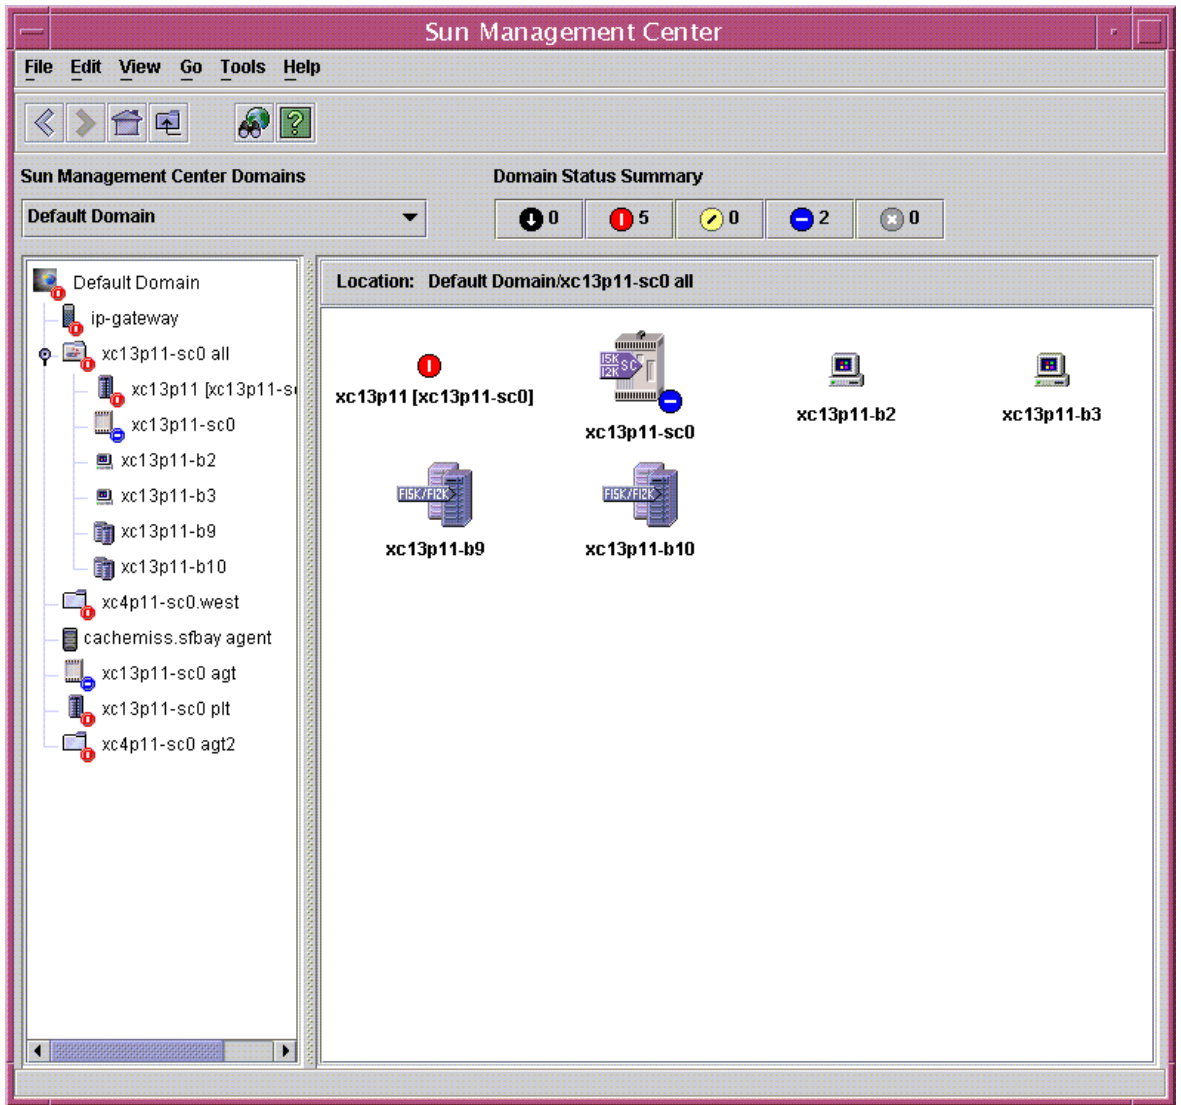 Sun Management Center
File Edit View Go Tools Help
Sun Management Center Domains
Domain Status Summary
Default Domain
0 5 0 2 0
Default Domain
ip-gateway
xc13p11-sc0 all
xc13p11 [xc13p11-s
xc13p11-sc0
xc13p11-b2
xc13p11-b3
xc13p11-b9
xc13p11-b10
xc4p11-sc0.west
cachemiss.sfbay agent
xc13p11-sc0 agt
xc13p11-sc0 plt
xc4p11-sc0 agt2
Location: Default Domain/xc13p11-sc0 all
15K
12K SC
xc13p11 [xc13p11-sc0]
xc13p11-sc0
xc13p11-b2
xc13p11-b3
F15K/F12K
F15K/F12K
xc13p11-b9
xc13p11-b10